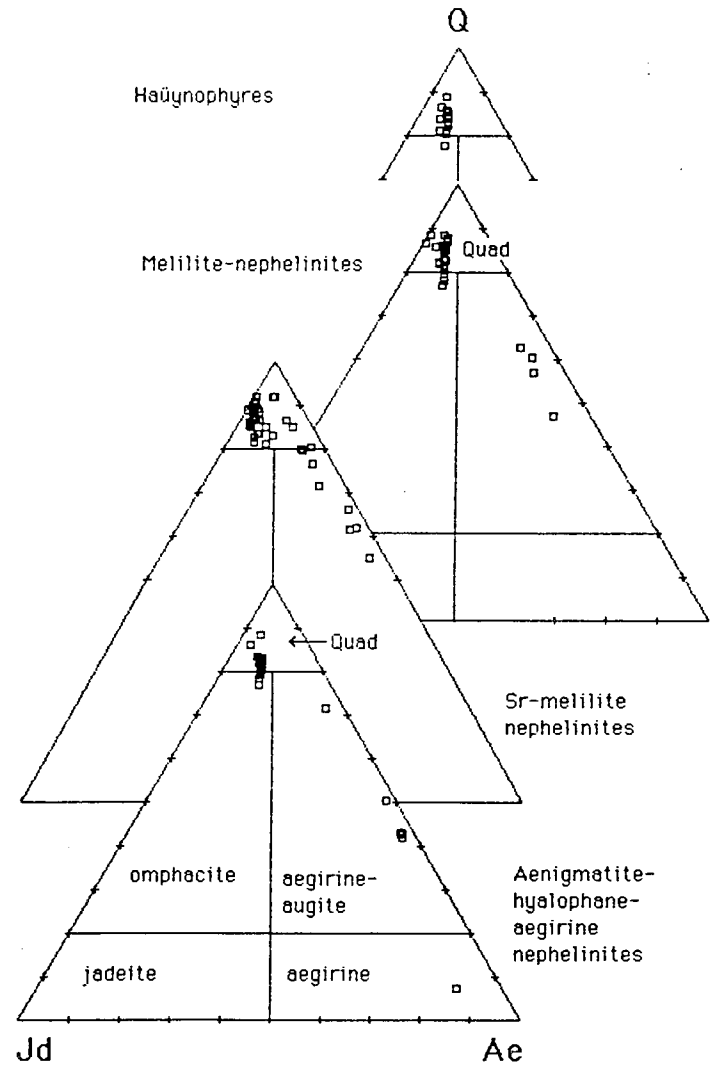 Q
Haüynophyres
Quad
Melilite-nephelinites
Quad
Sr-melilite
nephelinites
omphacite
aegirine-
augite
Aenigmatite-
hyalophane-
aegirine
nephelinites
jadeite
aegirine
Jd
Ae